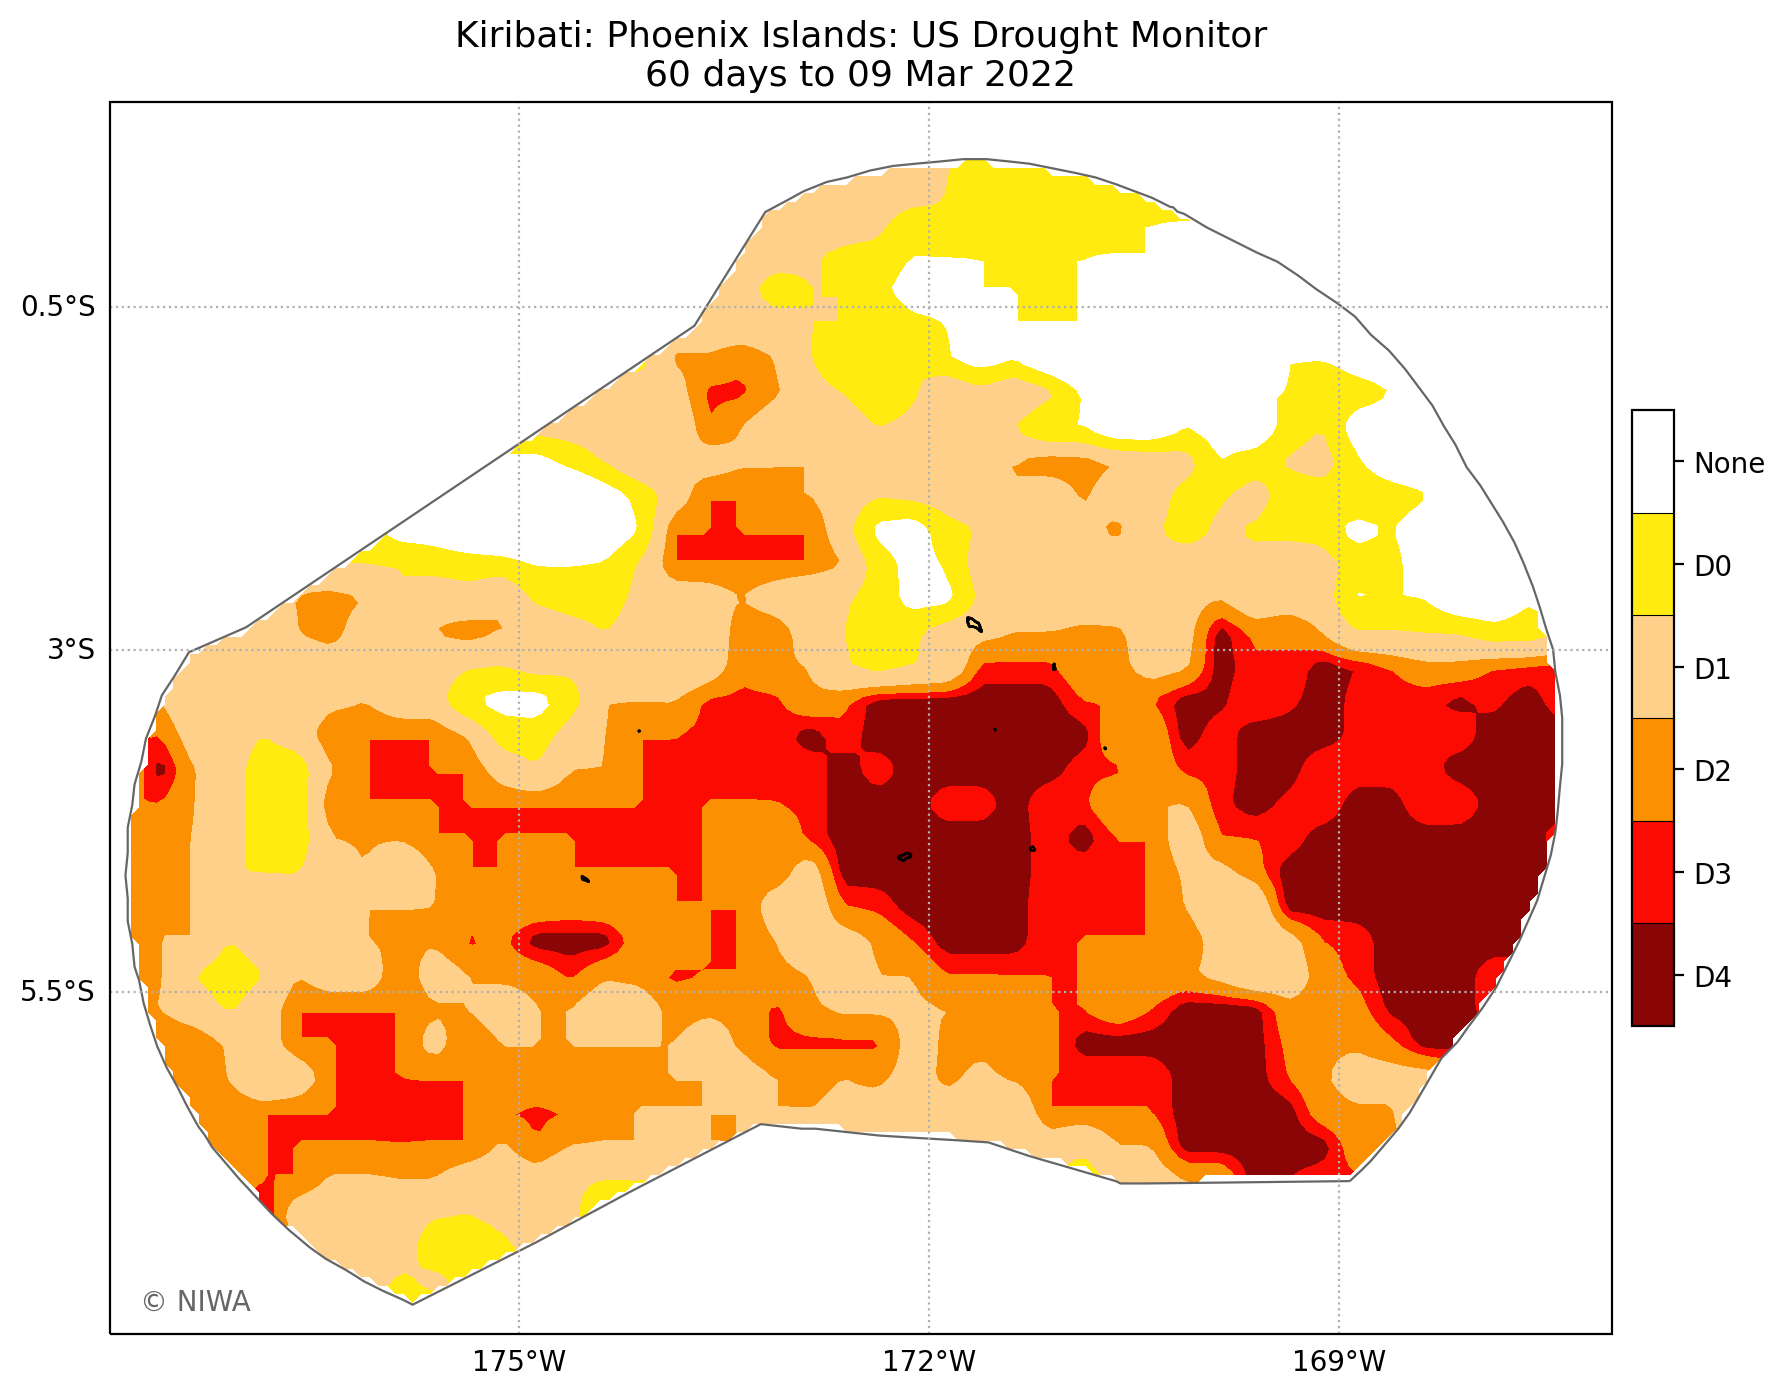 Kiribati: Phoenix Islands: US Drought Monitor
60 days to 09 Mar 2022
0.5°S
3°S
5.5°S
175°W
172°W
169°W
None
D0
D1
D2
D3
D4
© NIWA